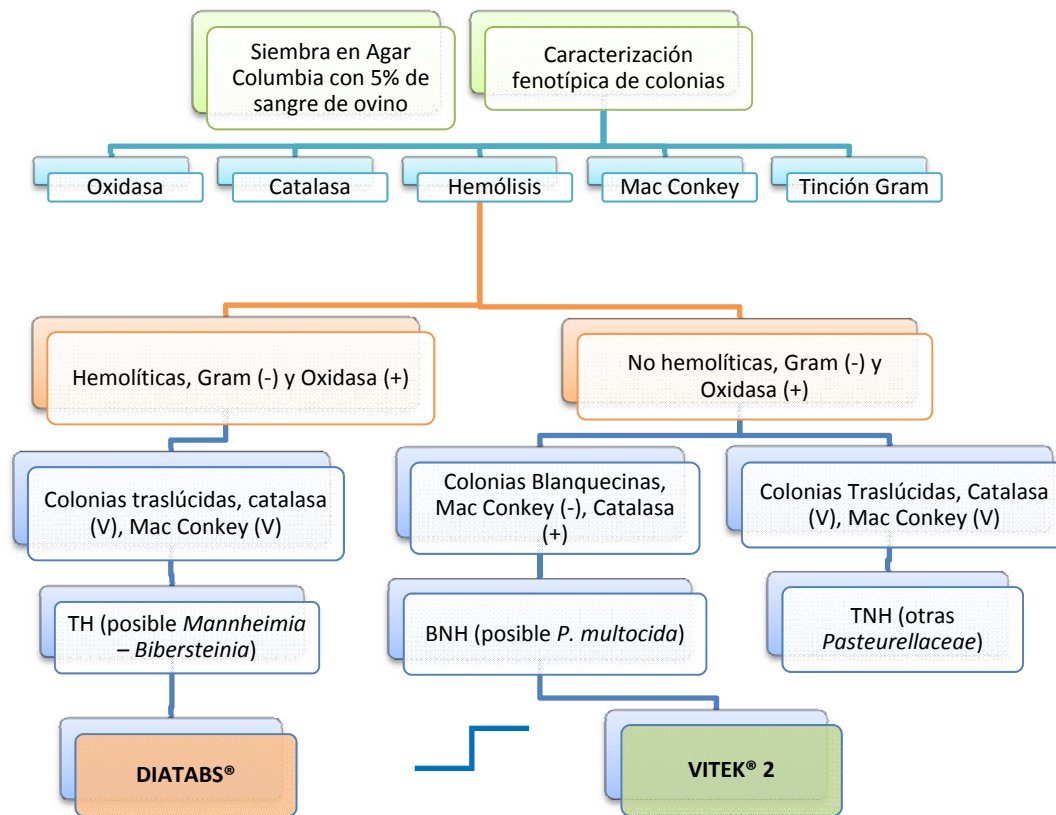 Siembra en Agar
Columbia con 5% de
sangre de ovino
Caracterización
fenotípica de colonias
Oxidasa
Catalasa
Hemólisis
Mac Conkey
Tinción Gram
Hemolíticas, Gram (-) y Oxidasa (+)
No hemolíticas, Gram (-) y
Oxidasa (+)
Colonias traslúcidas, catalasa
(V), Mac Conkey (V)
Colonias Blanquecinas,
Mac Conkey (-), Catalasa
(+)
Colonias Traslúcidas, Catalasa
(V), Mac Conkey (V)
TH (posible Mannheimia
– Bibersteinia)
BNH (posible P. multocida)
TNH (otras
Pasteurellaceae)
DIATABS®
VITEK® 2